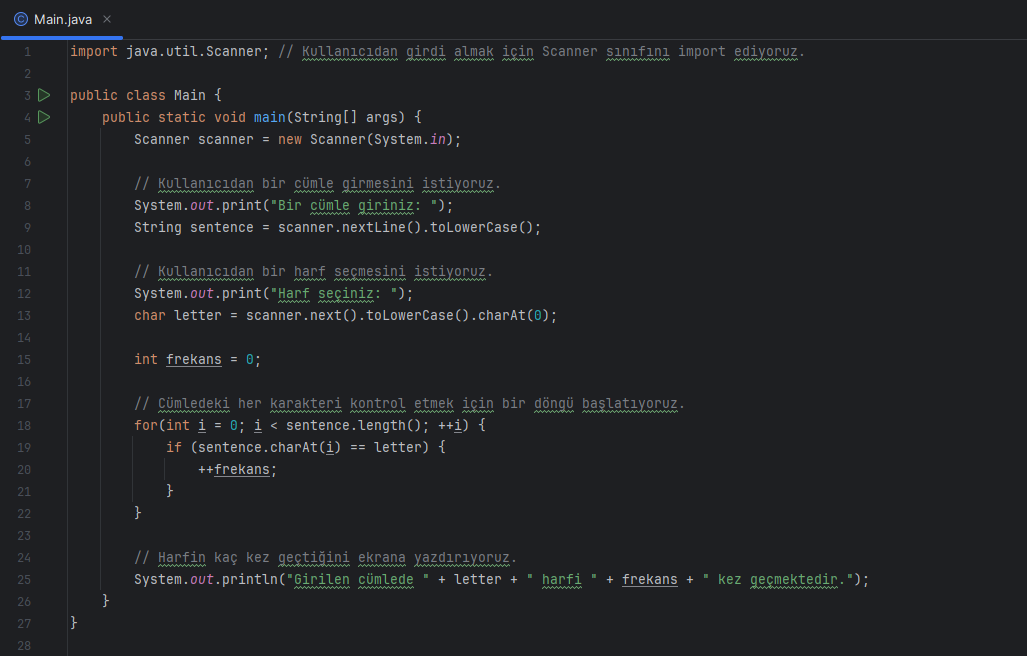 Main.java
1 import java.util.Scanner; // Kullanıcıdan girdi almak için Scanner sınıfını import ediyoruz.
2
3 public class Main {
4     public static void main(String[] args) {
5         Scanner scanner = new Scanner(System.in);
6
7         // Kullanıcıdan bir cümle girmesini istiyoruz.
8         System.out.print("Bir cümle giriniz: ");
9         String sentence = scanner.nextLine().toLowerCase();
10
11         // Kullanıcıdan bir harf seçmesini istiyoruz.
12         System.out.print("Harf seçiniz: ");
13         char letter = scanner.next().toLowerCase().charAt(0);
14
15         int frekans = 0;
16
17         // Cümledeki her karakteri kontrol etmek için bir döngü başlatıyoruz.
18         for(int i = 0; i < sentence.length(); ++i) {
19             if (sentence.charAt(i) == letter) {
20                 ++frekans;
21             }
22         }
23
24         // Harfin kaç kez geçtiğini ekrana yazdırıyoruz.
25         System.out.println("Girilen cümlede " + letter + " harfi " + frekans + " kez geçmektedir.");
26     }
27 }
28